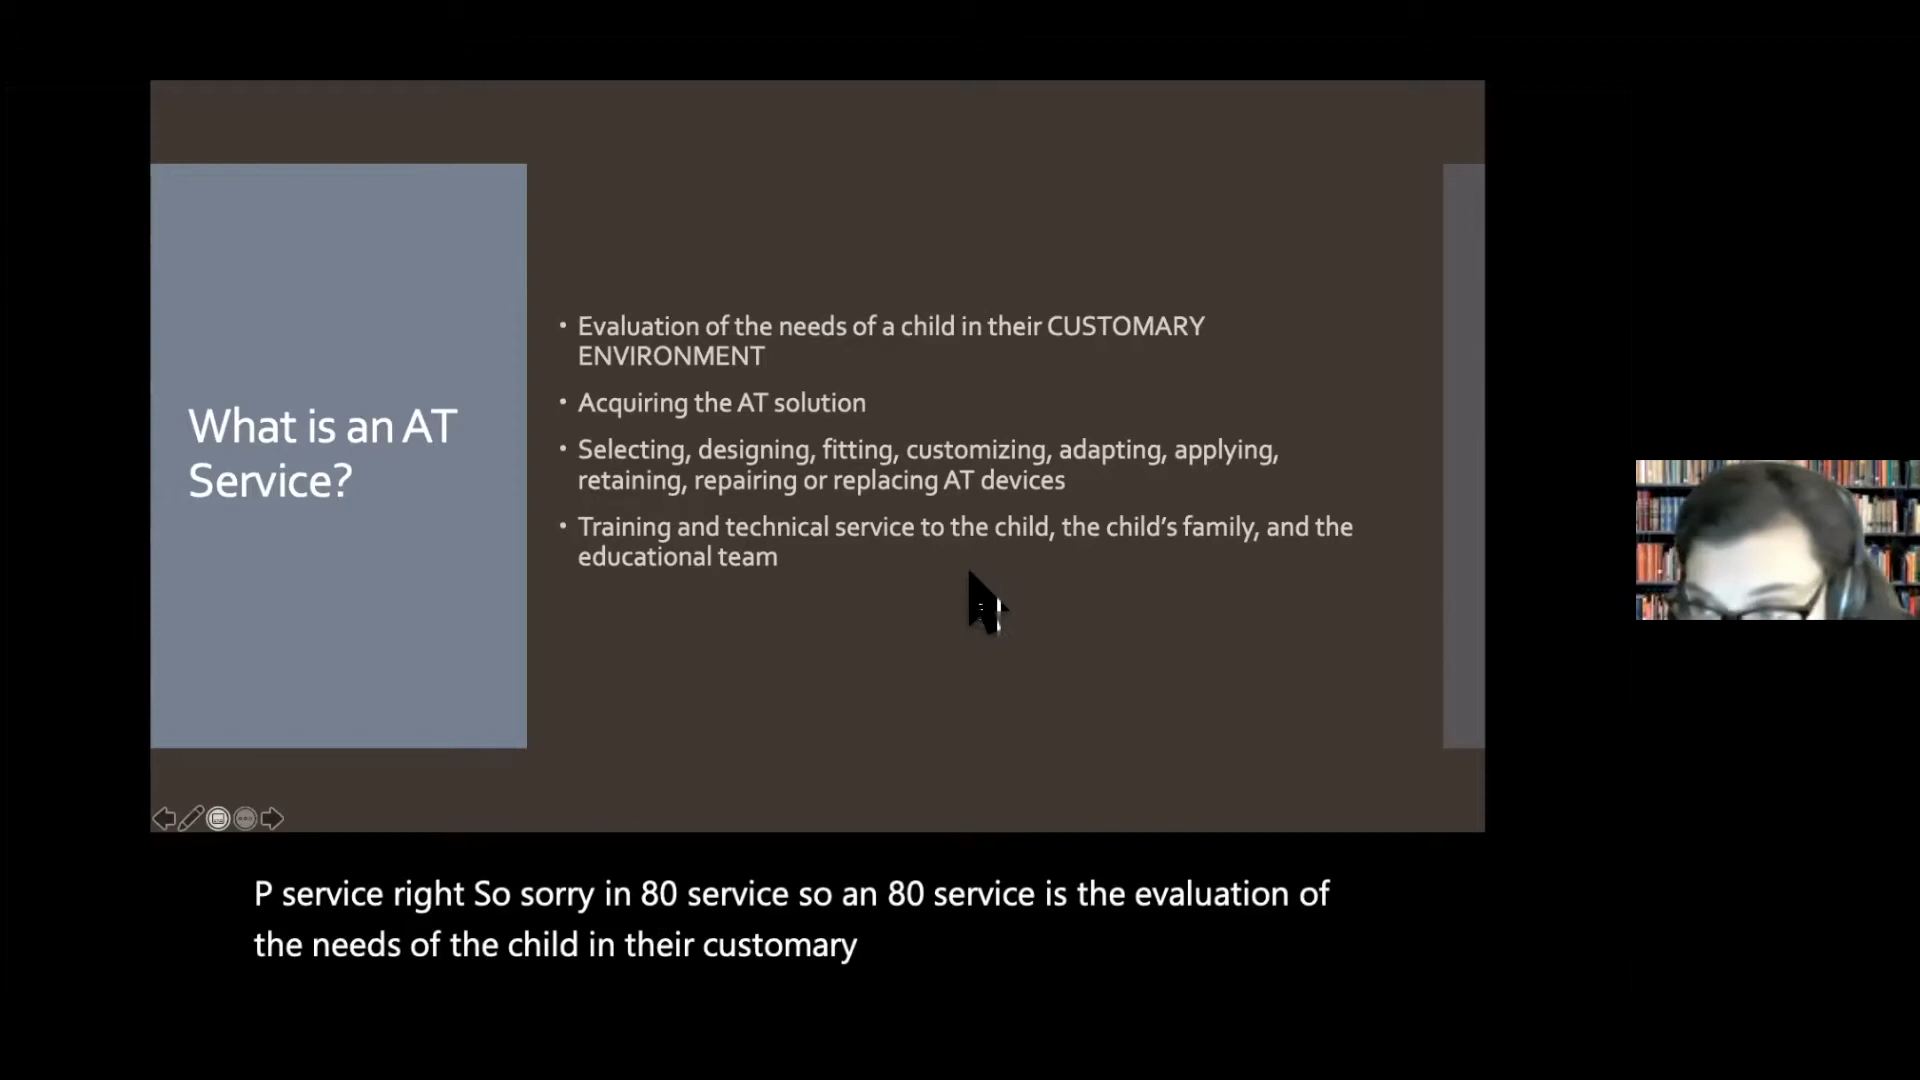 What is an AT
Service?
• Evaluation of the needs of a child in their CUSTOMARY
ENVIRONMENT
• Acquiring the AT solution
• Selecting, designing, fitting, customizing, adapting, applying,
retaining, repairing or replacing AT devices
• Training and technical service to the child, the child's family, and the
educational team
P service right So sorry in 80 service so an 80 service is the evaluation of
the needs of the child in their customary